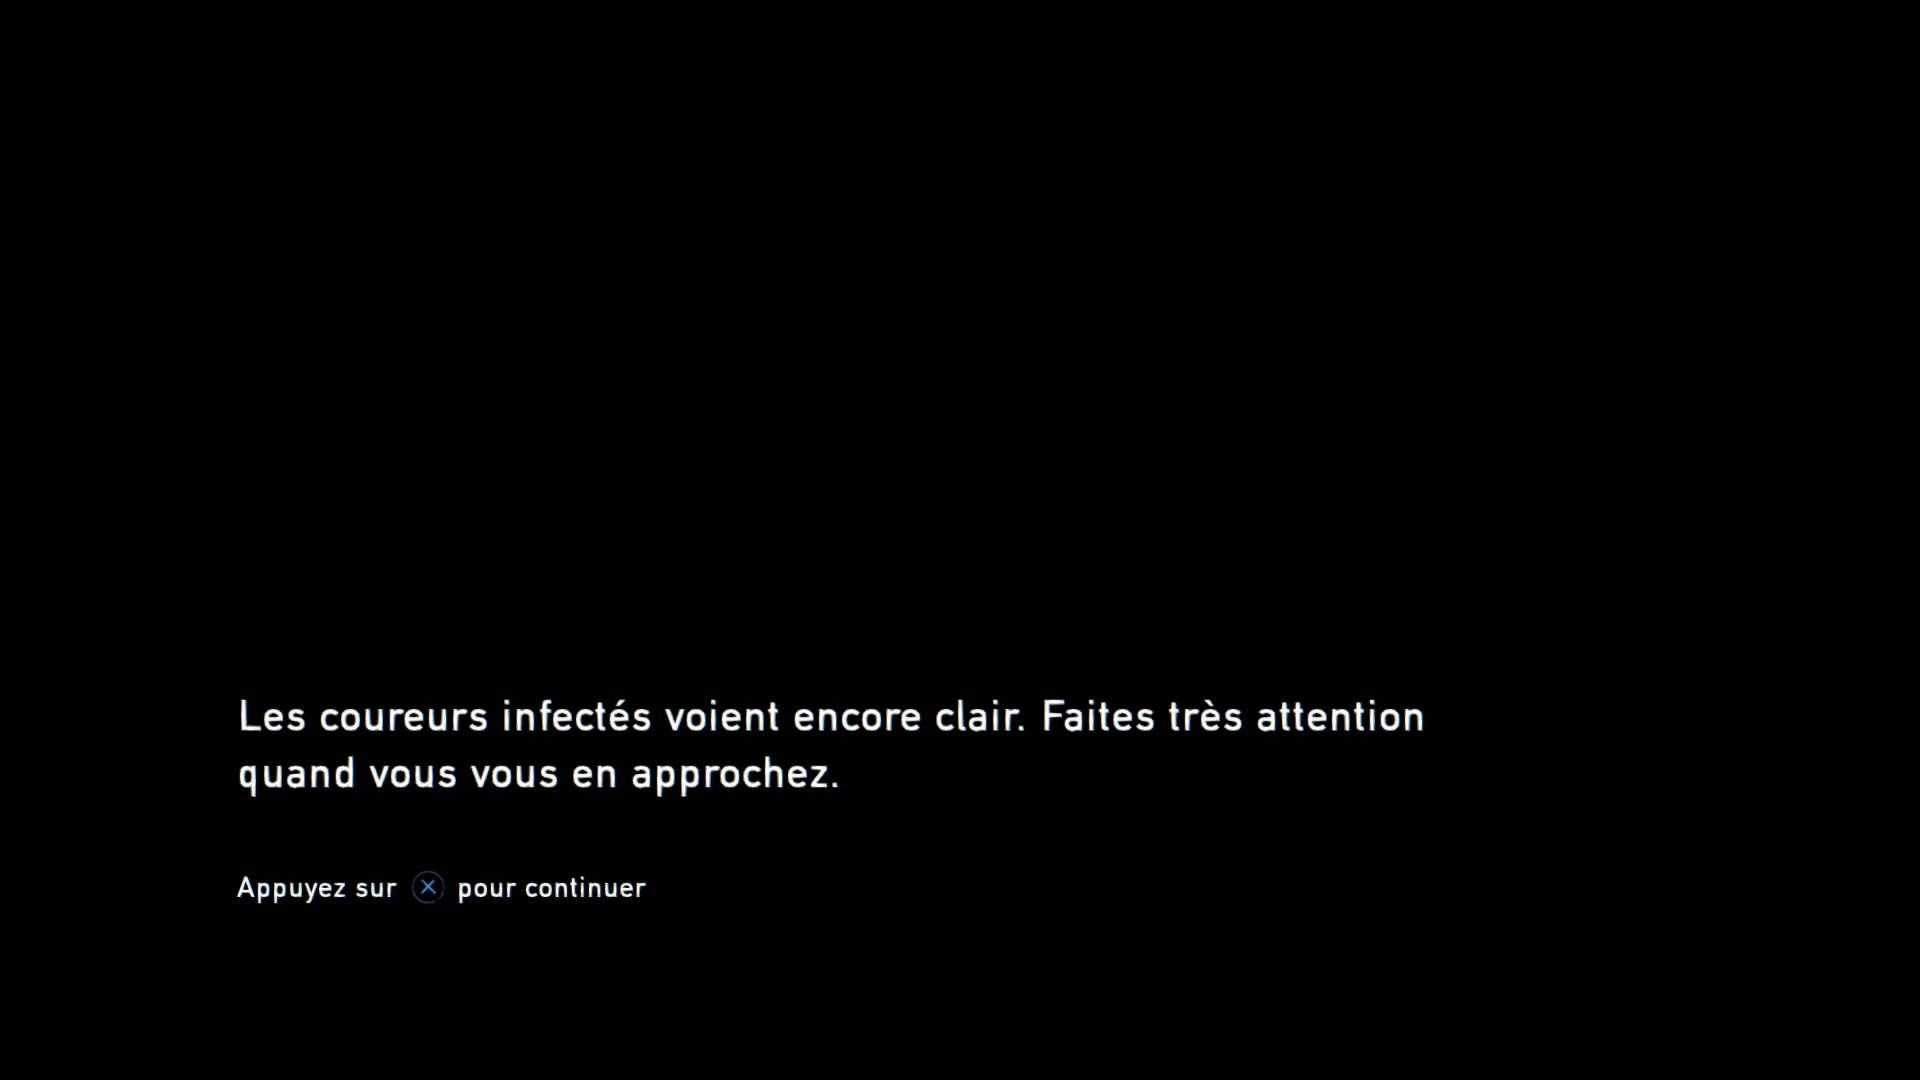 Les coureurs infectés voient encore clair. Faites très attention
quand vous vous en approchez.
Appuyez sur ⓧ pour continuer